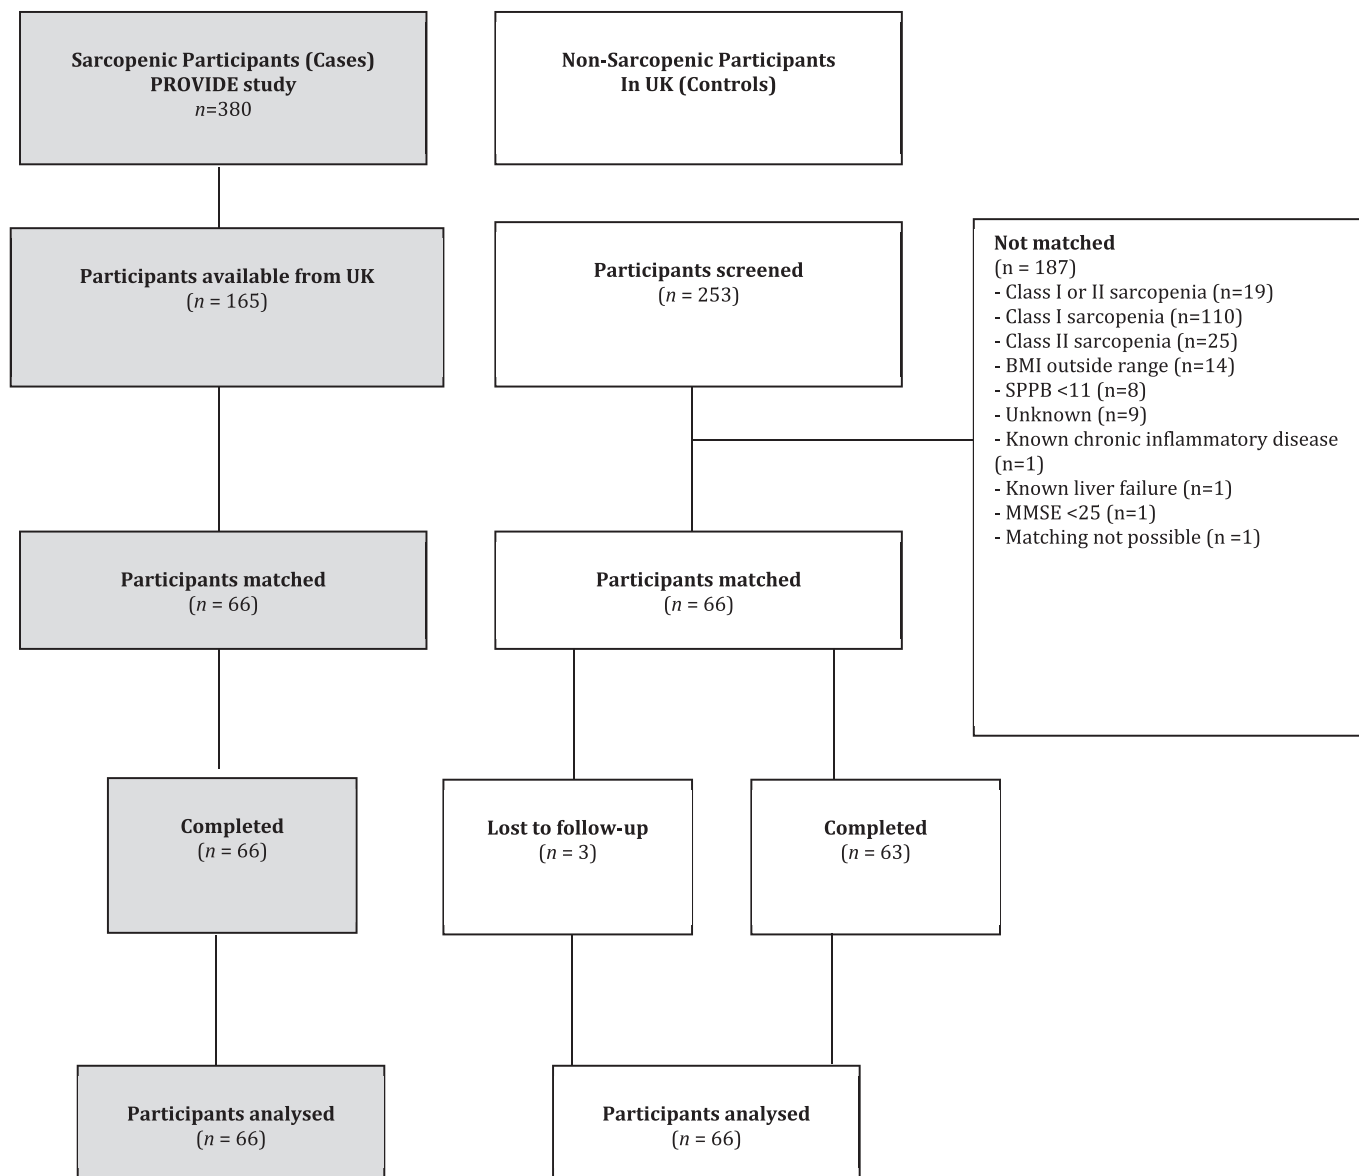 Sarcopenic Participants (Cases)
PROVIDE study
n=380
Non-Sarcopenic Participants
In UK (Controls)
Participants available from UK
(n = 165)
Participants screened
(n = 253)
Not matched
(n = 187)
- Class I or II sarcopenia (n=19)
- Class I sarcopenia (n=110)
- Class II sarcopenia (n=25)
- BMI outside range (n=14)
- SPPB <11 (n=8)
- Unknown (n=9)
- Known chronic inflammatory disease
(n=1)
- Known liver failure (n=1)
- MMSE <25 (n=1)
- Matching not possible (n =1)
Participants matched
(n = 66)
Participants matched
(n = 66)
Completed
(n = 66)
Lost to follow-up
(n = 3)
Completed
(n = 63)
Participants analysed
(n = 66)
Participants analysed
(n = 66)